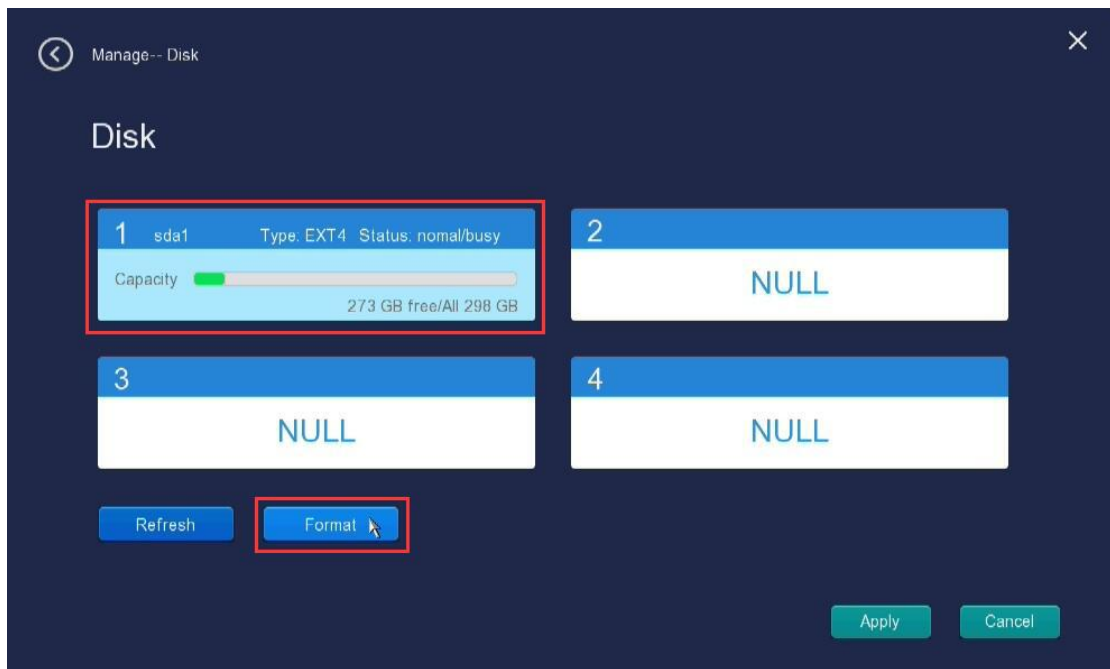 Manage-- Disk
Disk
1 sda1 Type: EXT4 Status: nomal/busy
Capacity
273 GB free/All 298 GB
2
NULL
3
NULL
4
NULL
Refresh Format
Apply Cancel